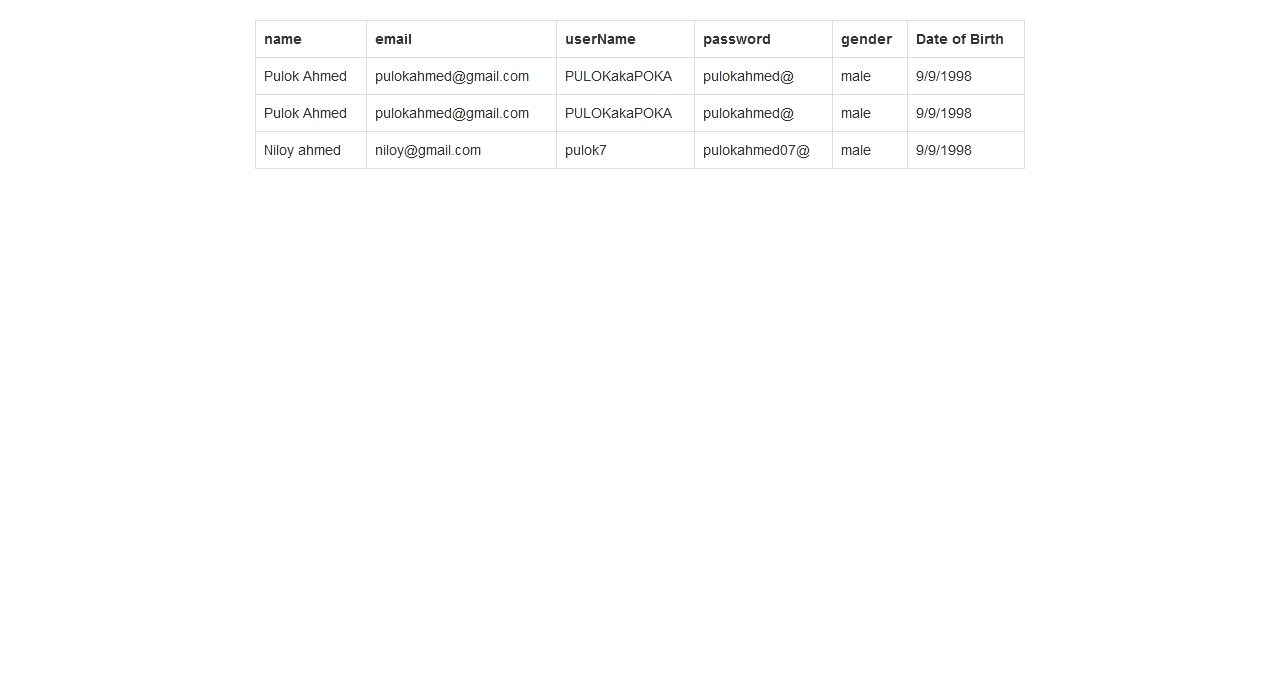 name email userName password gender Date of Birth
Pulok Ahmed pulokahmed@gmail.com PULOKakaPOKA pulokahmed@ male 9/9/1998
Pulok Ahmed pulokahmed@gmail.com PULOKakaPOKA pulokahmed@ male 9/9/1998
Niloy ahmed niloy@gmail.com pulok7 pulokahmed07@ male 9/9/1998